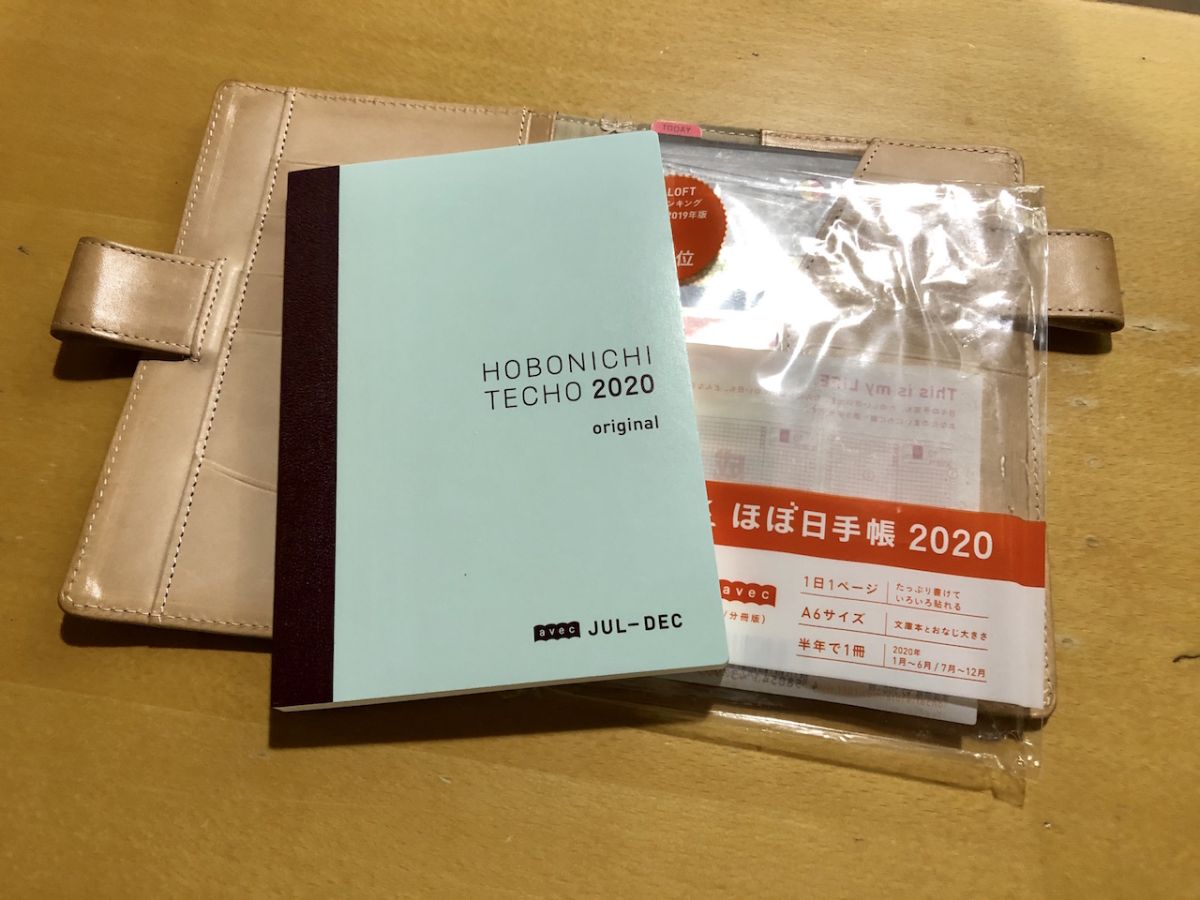 HOBONICHI
TECHO 2020
original
avec JUL–DEC
TODAY
LOFT
ンキング
2019年版
位
This is my LIFE
ほぼ日手帳 2020
avec
/分冊版)
1日1ページ
たっぷり書けて
いろいろ貼れる
A6サイズ
文庫本とおなじ大きさ
半年で1冊
2020年
1月〜6月/7月〜12月